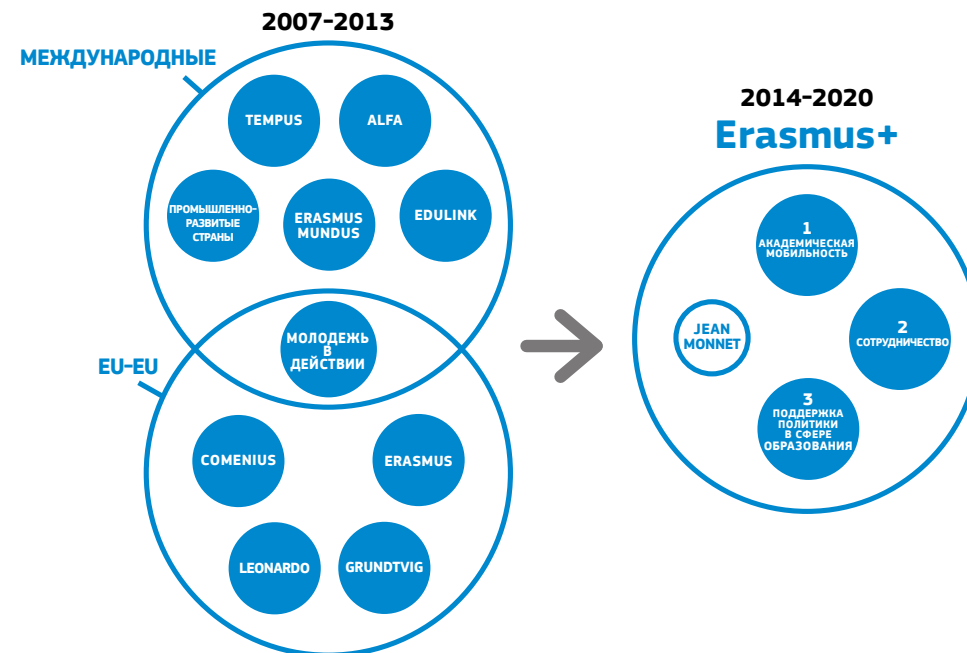 2007-2013
МЕЖДУНАРОДНЫЕ
TEMPUS
ALFA
ПРОМЫШЛЕННО-
РАЗВИТЫЕ
СТРАНЫ
ERASMUS
MUNDUS
EDULINK
МОЛОДЕЖЬ
В
ДЕЙСТВИИ
EU-EU
COMENIUS
ERASMUS
LEONARDO
GRUNDTVIG
2014-2020
Erasmus+
1
АКАДЕМИЧЕСКАЯ
МОБИЛЬНОСТЬ
JEAN
MONNET
2
СОТРУДНИЧЕСТВО
3
ПОДДЕРЖКА
ПОЛИТИКИ
В СФЕРЕ
ОБРАЗОВАНИЯ